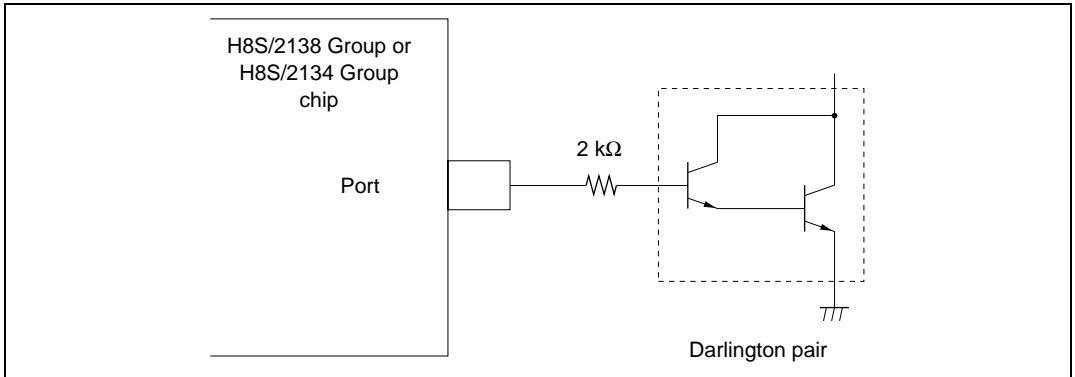 H8S/2138 Group or
H8S/2134 Group
chip
2 kΩ
Port
Darlington pair